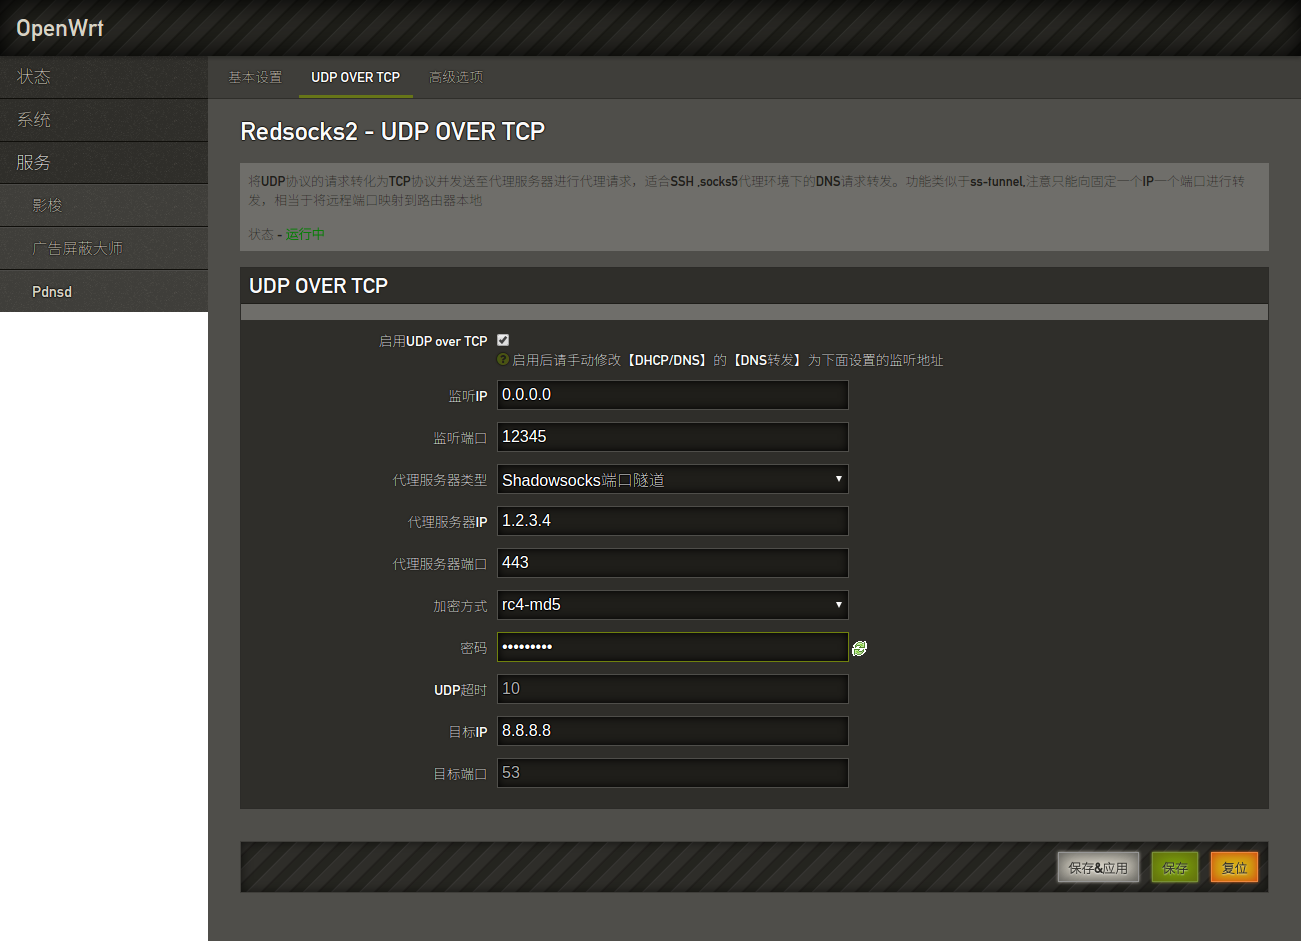 OpenWrt
状态
系统
服务
影梭
广告屏蔽大师
Pdnsd
基本设置
UDP OVER TCP
高级选项
Redsocks2 - UDP OVER TCP
将UDP协议的请求转化为TCP协议并发送至代理服务器进行代理请求，适合SSH ,socks5代理环境下的DNS请求转发。功能类似于ss-tunnel,注意只能向固定一个IP一个端口进行转
发，相当于将远程端口映射到路由器本地
状态 - 运行中
UDP OVER TCP
启用UDP over TCP
启用后请手动修改【DHCP/DNS】的【DNS转发】为下面设置的监听地址
监听IP 0.0.0.0
监听端口 12345
代理服务器类型 Shadowsocks端口隧道
代理服务器IP 1.2.3.4
代理服务器端口 443
加密方式 rc4-md5
密码 •••••••••
UDP超时 10
目标IP 8.8.8.8
目标端口 53
保存&应用 保存 复位